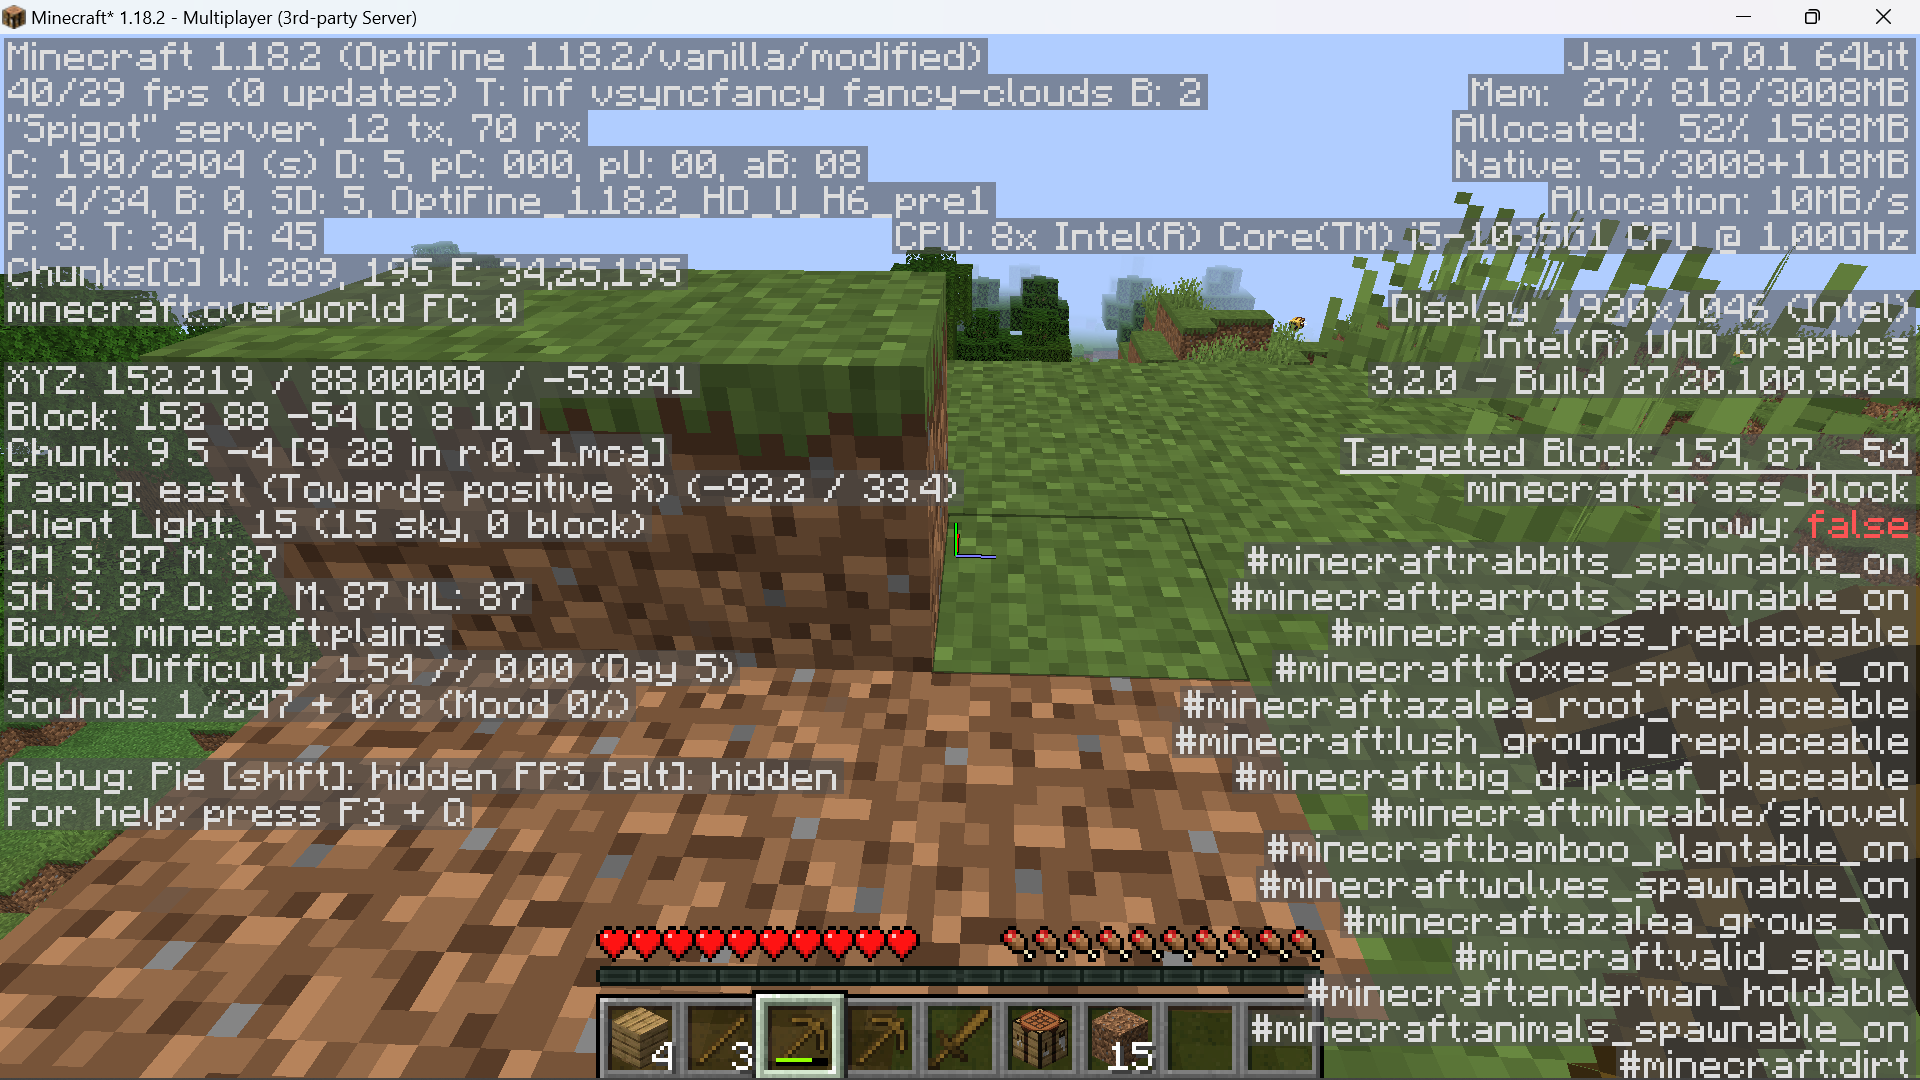 Minecraft* 1.18.2 - Multiplayer (3rd-party Server)
Minecraft 1.18.2 (OptiFine 1.18.2/vanilla/modified)
40/29 fps (0 updates) T: inf vsyncfancy fancy-clouds B: 2
"Spigot" server, 12 tx, 70 rx
C: 190/2904 (s) D: 5, pC: 000, pU: 00, aB: 08
E: 4/34, B: 0, SD: 5, OptiFine_1.18.2_HD_U_H6_pre1
P: 3. T: 34, A: 45
Chunks[C] W: 289, 195 E: 34,25,195
minecraft:overworld FC: 0
XYZ: 152.219 / 88.00000 / -53.841
Block: 152 88 -54 [8 8 10]
Chunk: 9 5 -4 [9 28 in r.0.-1.mca]
Facing: east (Towards positive X) (-92.2 / 33.4)
Client Light: 15 (15 sky, 0 block)
CH S: 87 M: 87
SH S: 87 O: 87 M: 87 ML: 87
Biome: minecraft:plains
Local Difficulty: 1.54 // 0.00 (Day 5)
Sounds: 1/247 + 0/8 (Mood 0%)
Debug: Pie [shift]: hidden FPS [alt]: hidden
For help: press F3 + Q
Java: 17.0.1 64bit
Mem: 27% 818/3008MB
Allocated: 52% 1568MB
Native: 55/3008+118MB
Allocation: 10MB/s
CPU: 8x Intel(R) Core(TM) CPU @ 1.00GHz
Display: 1920x1046 (Intel)
Intel(R) UHD Graphics
3.2.0 - Build 27.20.100.9664
Targeted Block: 154, 87, -54
minecraft:grass_block
snowy: false
#minecraft:rabbits_spawnable_on
#minecraft:parrots_spawnable_on
#minecraft:moss_replaceable
#minecraft:foxes_spawnable_on
#minecraft:azalea_root_replaceable
#minecraft:lush_ground_replaceable
#minecraft:big_dripleaf_placeable
#minecraft:mineable/shovel
#minecraft:bamboo_plantable_on
#minecraft:wolves_spawnable_on
#minecraft:azalea_grows_on
#minecraft:valid_spawn
#minecraft:enderman_holdable
#minecraft:animals_spawnable_on
#minecraft:dirt
4 3 15